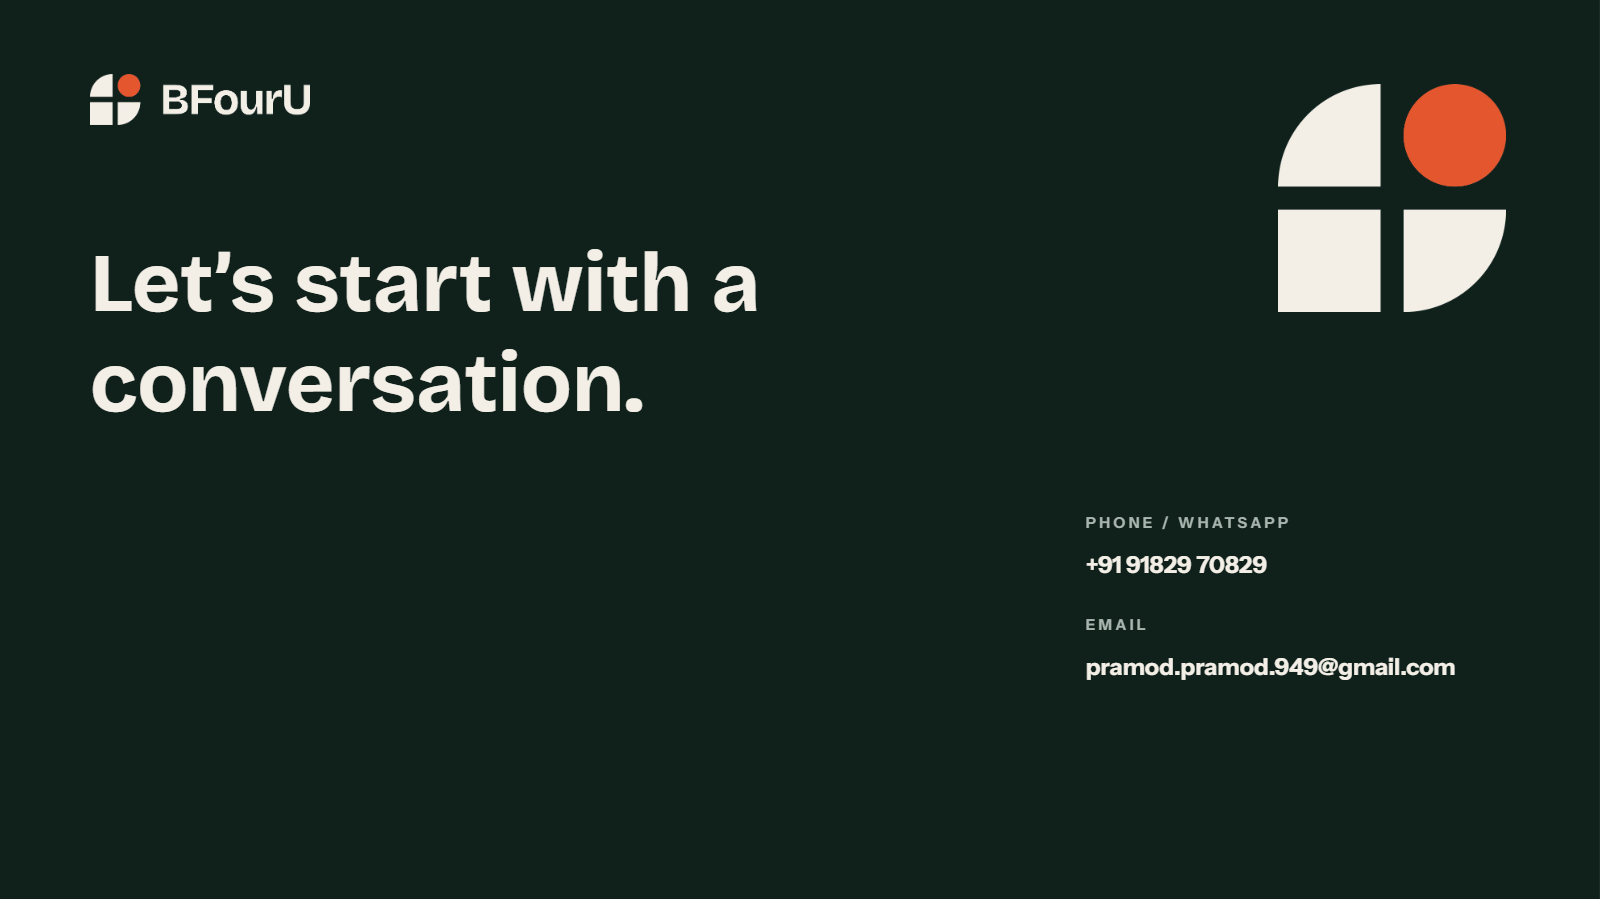 BFourU
Let’s start with a
conversation.
PHONE / WHATSAPP
+91 91829 70829
EMAIL
pramod.pramod.949@gmail.com